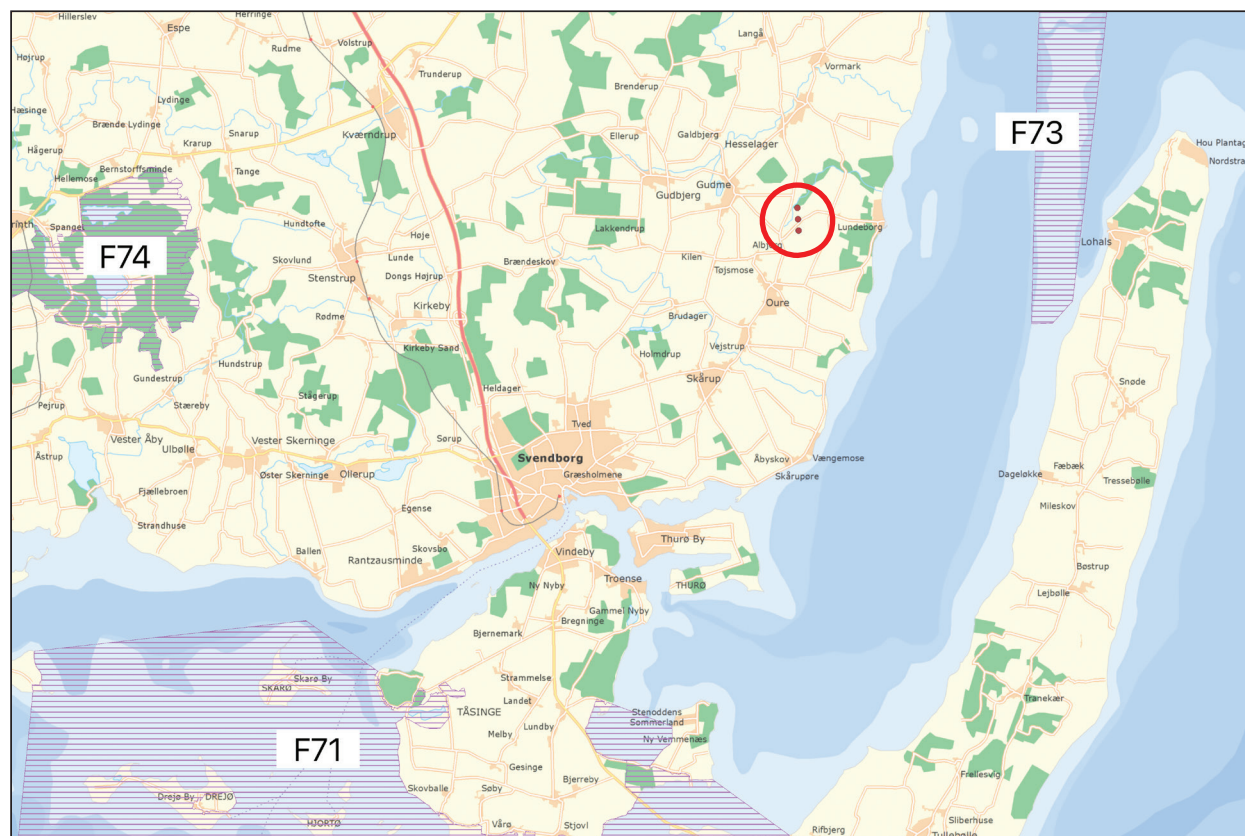 Hillerslev
Espe
Herringe
Rudme
Volstrup
Højrup
Trunderup
Langå
Vormark
Lydinge
Hæsinge
Brænde Lydinge
Snarup
Krarup
Kværndrup
Brenderup
Ellerup
Galdbjerg
Hesselager
F73
Hou Plantag
Nordstra
Hågerup
Hellemose
Bernstorffsminde
Tange
Gudme
Gudbjerg
Spange
F74
Hundtofte
Høje
Lakkendrup
Lundeborg
Lohals
Skovlund
Lunde
Stenstrup
Dongs Højrup
Brændeskov
Kilen
Albjerg
Tøjsmose
Oure
Kirkeby
Rødme
Brudager
Kirkeby Sand
Hundstrup
Holmdrup
Vejstrup
Gundestrup
Skårup
Snøde
Stågerup
Heldager
Pejrup
Stæreby
Vester Åby
Ulbølle
Vester Skerninge
Sørup
Tved
Svendborg
Åstrup
Øster Skerninge
Ollerup
Græsholmene
Åbyskov
Vængemose
Skårupøre
Dageløkke
Fæbæk
Tressebølle
Fjællebroen
Egense
Mileskov
Strandhuse
Ballen
Rantzausminde
Skovsbo
Vindeby
Thurø By
Troense
THURØ
Ny Nyby
Bøstrup
Lejbølle
Gammel Nyby
Bjernemark
Bregninge
Skarø By
SKARØ
Strammelse
Landet
TÅSINGE
Lundby
Melby
Stenoddens
Sommerland
Ny Vemmenæs
Tranekær
F71
Gesinge
Bjerreby
Frellesvig
Drejø By
DREJØ
Skovballe
Søby
HJORTØ
Vårø
Stjovl
Rifbjerg
Sliberhuse
Tullebølle